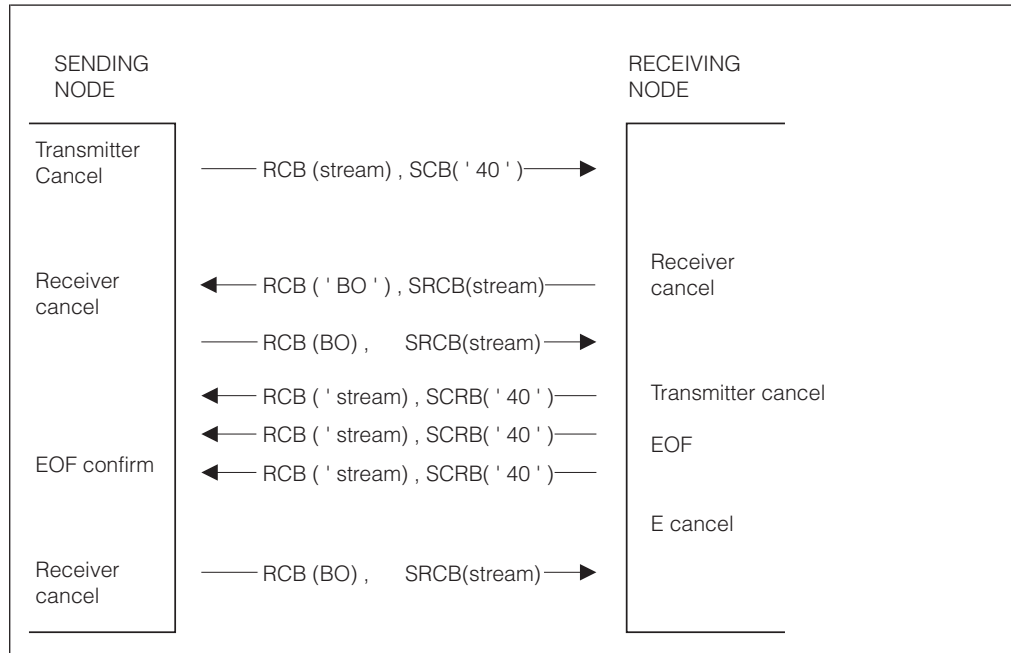 SENDING
NODE
RECEIVING
NODE
Transmitter
Cancel
RCB (stream) , SCB( ' 40 ' )
Receiver
cancel
RCB ( ' BO ' ) , SRCB(stream)
Receiver
cancel
RCB (BO) , SRCB(stream)
RCB ( ' stream) , SCRB( ' 40 ' )
Transmitter cancel
RCB ( ' stream) , SCRB( ' 40 ' )
EOF
EOF confirm
RCB ( ' stream) , SCRB( ' 40 ' )
E cancel
Receiver
cancel
RCB (BO) , SRCB(stream)